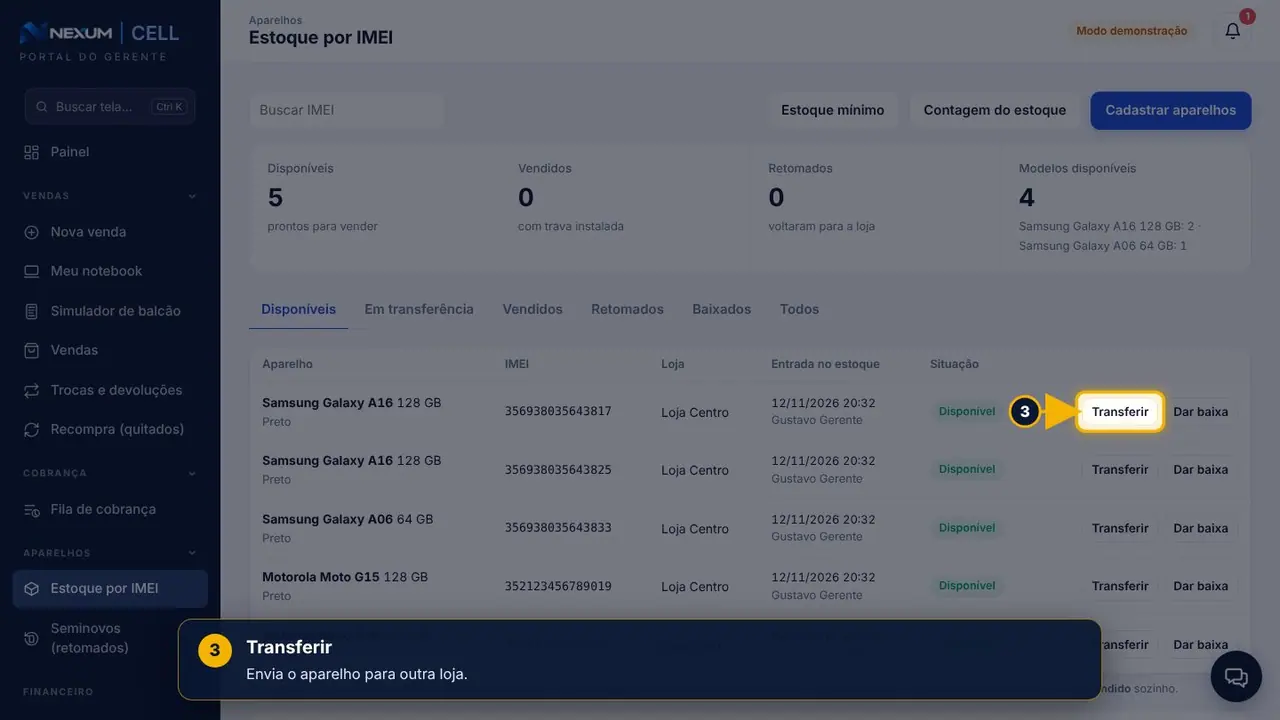 NEXUM | CELL
PORTAL DO GERENTE
Buscar tela... Ctrl K
Painel
VENDAS
Nova venda
Meu notebook
Simulador de balcão
Vendas
Trocas e devoluções
Recompra (quitados)
COBRANÇA
Fila de cobrança
APARELHOS
Estoque por IMEI
Seminovos
(retomados)
FINANCEIRO
Aparelhos
Estoque por IMEI
Modo demonstração
1
Buscar IMEI
Estoque mínimo
Contagem do estoque
Cadastrar aparelhos
Disponíveis
5
prontos para vender
Vendidos
0
com trava instalada
Retomados
0
voltaram para a loja
Modelos disponíveis
4
Samsung Galaxy A16 128 GB: 2 ·
Samsung Galaxy A06 64 GB: 1
Disponíveis Em transferência Vendidos Retomados Baixados Todos
Aparelho IMEI Loja Entrada no estoque Situação
Samsung Galaxy A16 128 GB
Preto
356938035643817
Loja Centro
12/11/2026 20:32
Gustavo Gerente
Disponível
3
Transferir
Dar baixa
Samsung Galaxy A16 128 GB
Preto
356938035643825
Loja Centro
12/11/2026 20:32
Gustavo Gerente
Disponível
Transferir
Dar baixa
Samsung Galaxy A06 64 GB
Preto
356938035643833
Loja Centro
12/11/2026 20:32
Gustavo Gerente
Disponível
Transferir
Dar baixa
Motorola Moto G15 128 GB
Preto
352123456789019
Loja Centro
12/11/2026 20:32
Gustavo Gerente
Disponível
Transferir
Dar baixa
Dar baixa
sozinho.
3
Transferir
Envia o aparelho para outra loja.